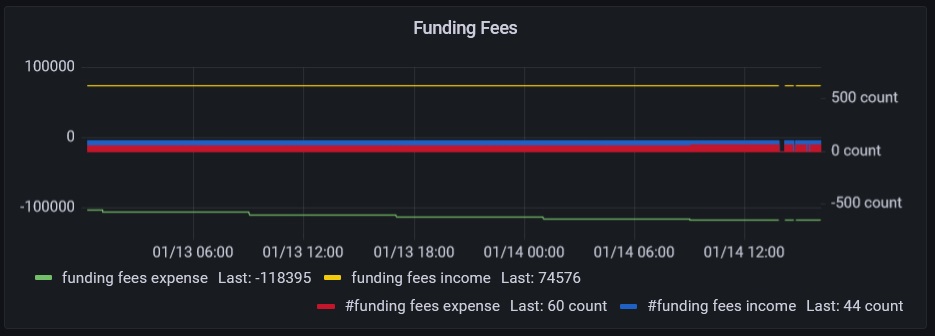 Funding Fees
100000
0
-100000
500 count
0 count
-500 count
01/13 06:00 01/13 12:00 01/13 18:00 01/14 00:00 01/14 06:00 01/14 12:00
funding fees expense Last: -118395 funding fees income Last: 74576
#funding fees expense Last: 60 count #funding fees income Last: 44 count